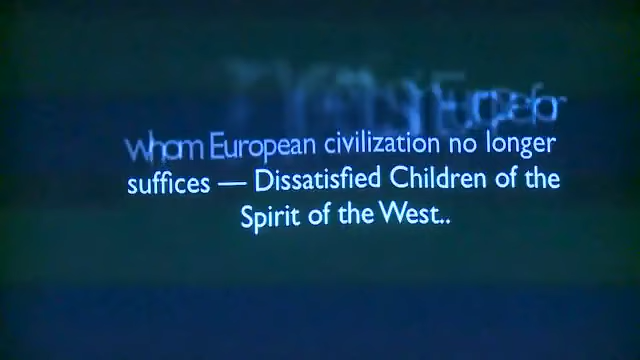 whom European civilization no longer
suffices — Dissatisfied Children of the
Spirit of the West..